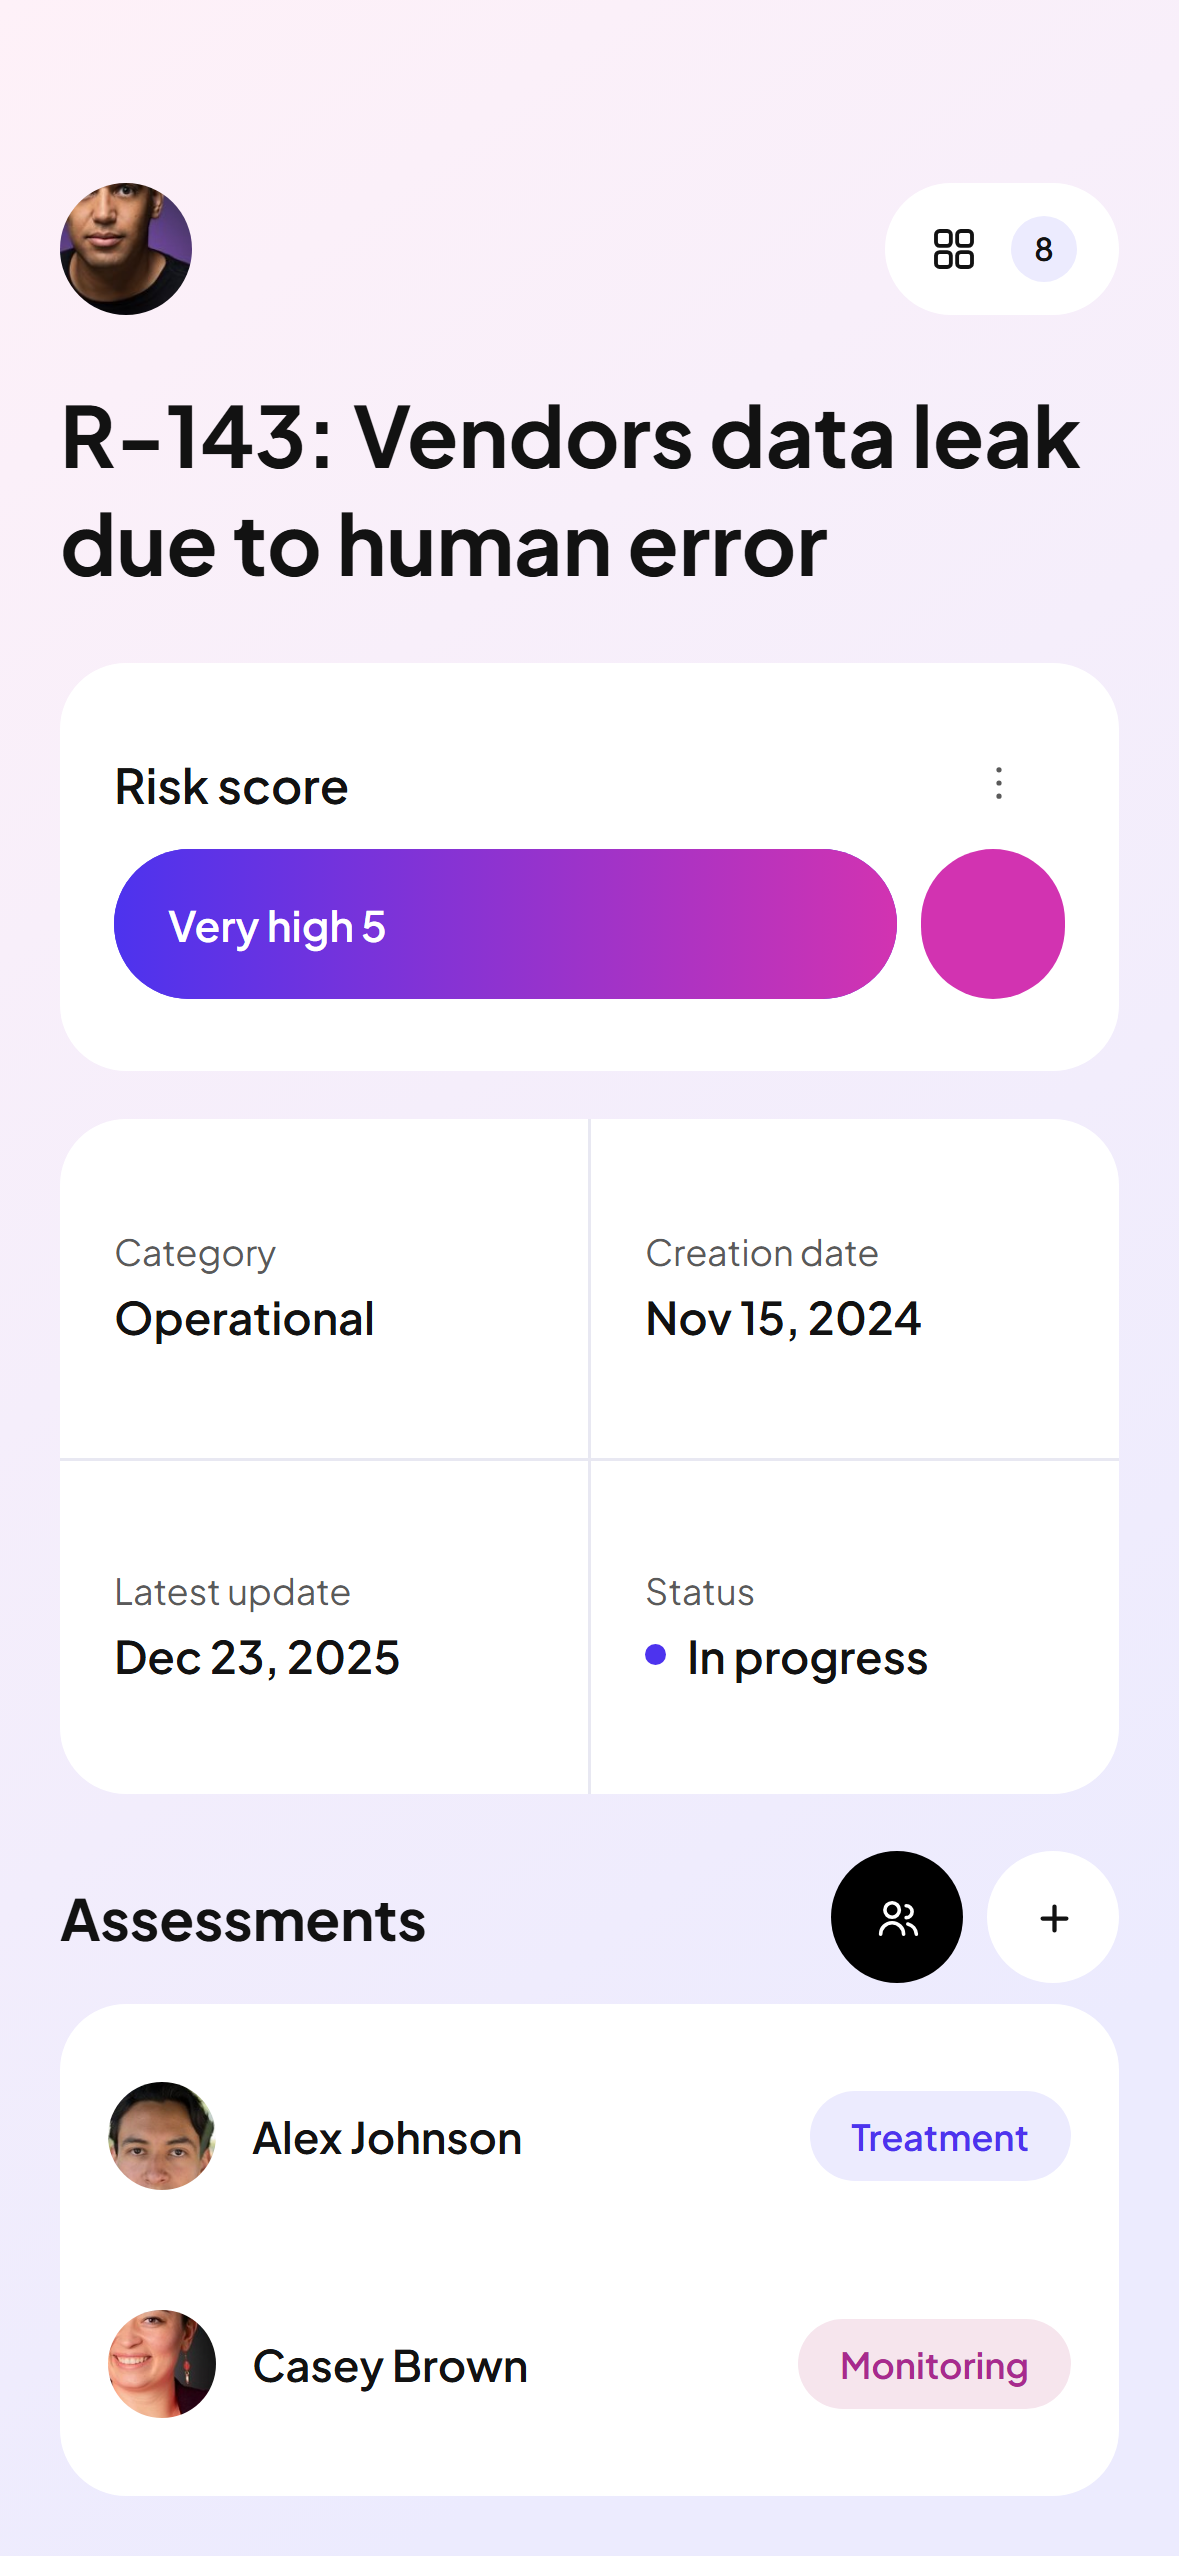 8
R-143: Vendors data leak
due to human error
Risk score
Very high 5
Category
Operational
Creation date
Nov 15, 2024
Latest update
Dec 23, 2025
Status
In progress
Assessments
Alex Johnson
Treatment
Casey Brown
Monitoring